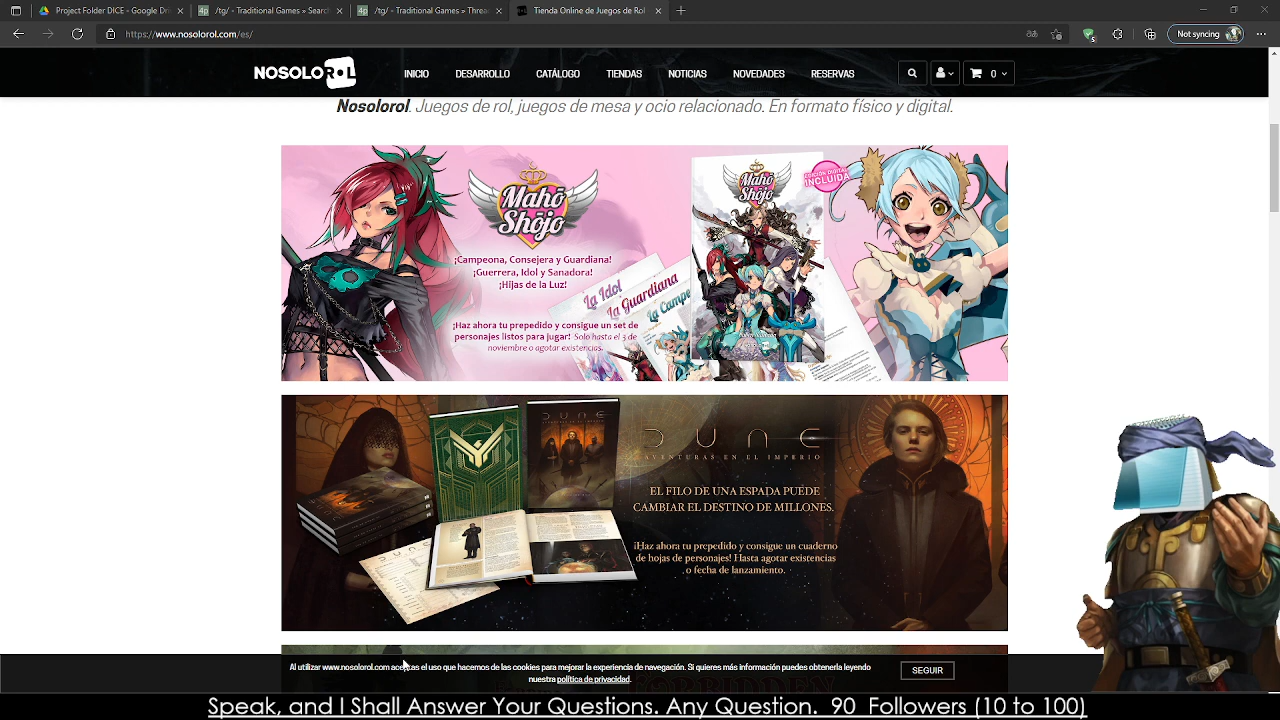 Project Folder DICE - Google Dri
/tg/ - Traditional Games » Searc
/tg/ - Traditional Games » Thre
Tienda Online de Juegos de Rol
https://www.nosolorol.com/es/
Not syncing
NOSOLOROL
INICIO
DESARROLLO
CATÁLOGO
TIENDAS
NOTICIAS
NOVEDADES
RESERVAS
0
Nosolorol. Juegos de rol, juegos de mesa y ocio relacionado. En formato físico y digital.
Mahō
Shōjo
¡Campeona, Consejera y Guardiana!
¡Guerrera, Idol y Sanadora!
¡Hijas de la Luz!
¡Haz ahora tu prepedido y consigue un set de
personajes listos para jugar! Solo hasta el 3 de
noviembre o agotar existencias.
La Idol
La Guardiana
La Campe
Mahō
Shōjo
EDICIÓN DIGITAL
INCLUIDA
DUNE
DUNE
DUNE
AVENTURAS EN EL IMPERIO
EL FILO DE UNA ESPADA PUEDE
CAMBIAR EL DESTINO DE MILLONES.
¡Haz ahora tu prepedido y consigue un cuaderno
de hojas de personajes! Hasta agotar existencias
o fecha de lanzamiento.
Al utilizar www.nosolorol.com aceptas el uso que hacemos de las cookies para mejorar la experiencia de navegación. Si quieres más información puedes obtenerla leyendo
nuestra política de privacidad.
SEGUIR
Speak, and I Shall Answer Your Questions. Any Question. 90 Followers (10 to 100)